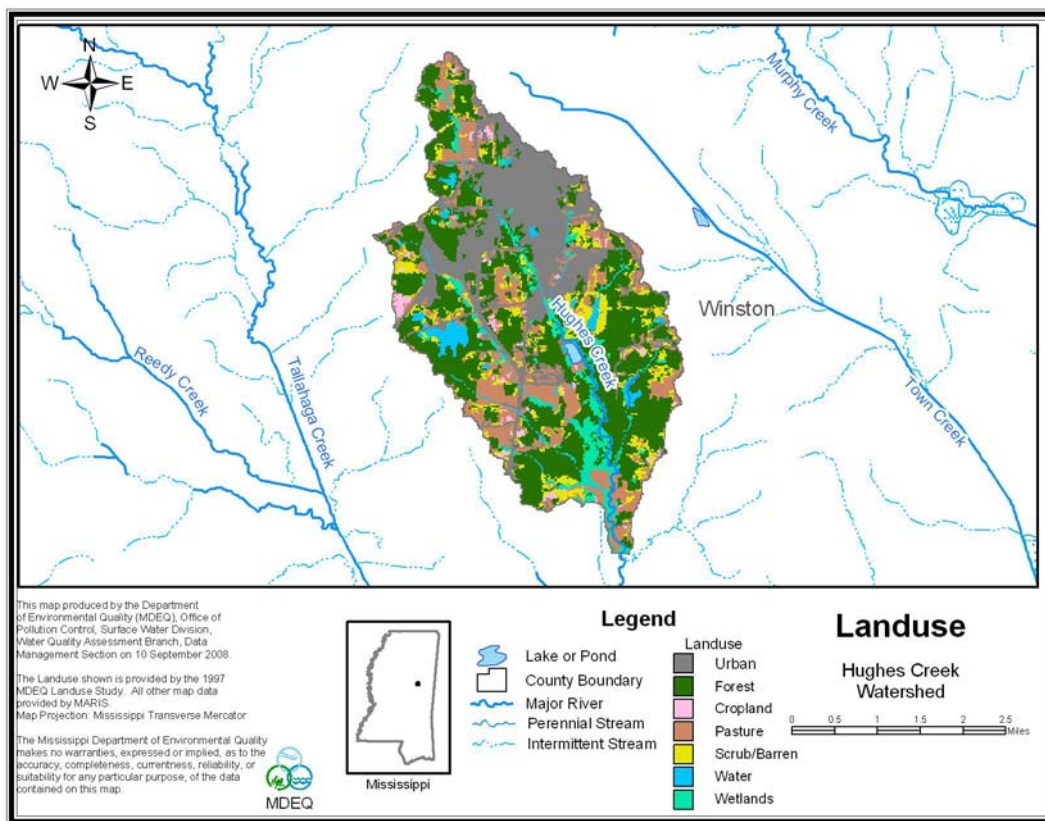 N
W E
S
Murphy Creek
Winston
Hughes Creek
Reedy Creek
Tallahaga Creek
Town Creek
This map produced by the Department
of Environmental Quality (MDEQ), Office of
Pollution Control, Surface Water Division,
Water Quality Assessment Branch, Data
Management Section on 10 September 2008.
The Landuse shown is provided by the 1997
MDEQ Landuse Study. All other map data
provided by MARIS.
Map Projection: Mississippi Transverse Mercator
The Mississippi Department of Environmental Quality
makes no warranties, expressed or implied, as to the
accuracy, completeness, currentness, reliability, or
suitability for any particular purpose, of the data
contained on this map.
MDEQ
Mississippi
Legend
Lake or Pond
County Boundary
Major River
Perennial Stream
Intermittent Stream
Landuse
Urban
Forest
Cropland
Pasture
Scrub/Barren
Water
Wetlands
Landuse
Hughes Creek
Watershed
0 0.5 1 1.5 2 2.5
Miles